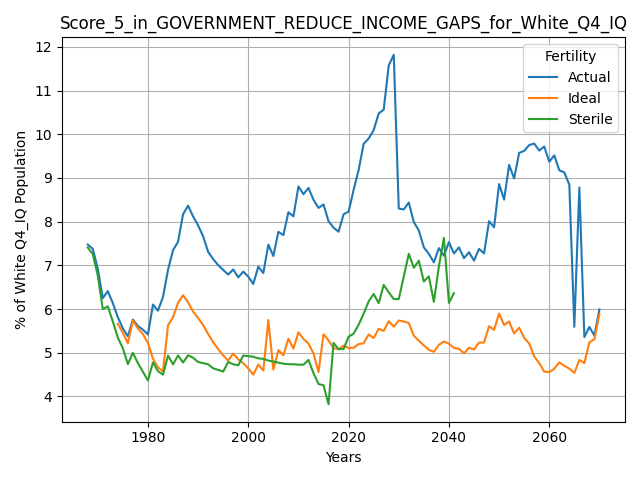 Score_5_in_GOVERNMENT_REDUCE_INCOME_GAPS_for_White_Q4_IQ
% of White Q4_IQ Population
12
11
10
9
8
7
6
5
4
Fertility
Actual
Ideal
Sterile
1980 2000 2020 2040 2060
Years